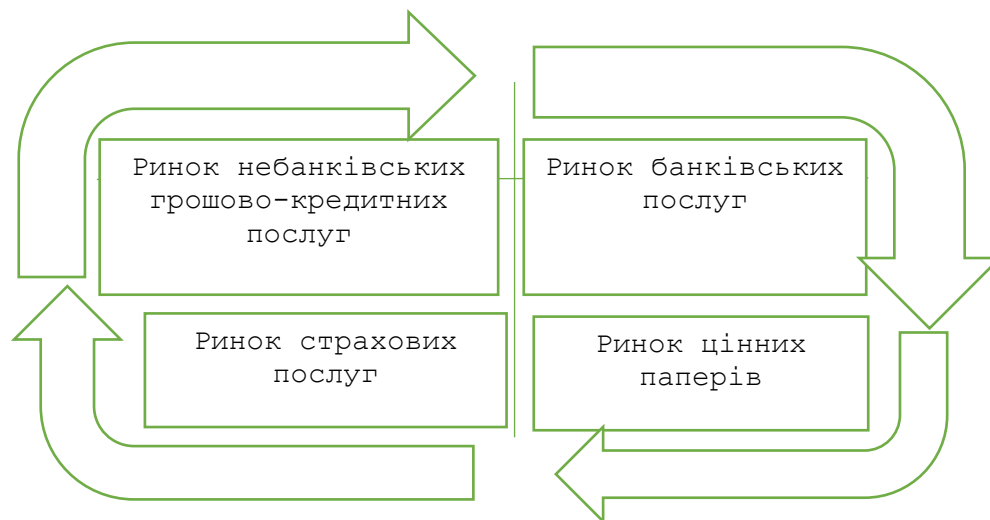 Ринок небанківських
грошово-кредитних
послуг
Ринок банківських
послуг
Ринок страхових
послуг
Ринок цінних
паперів